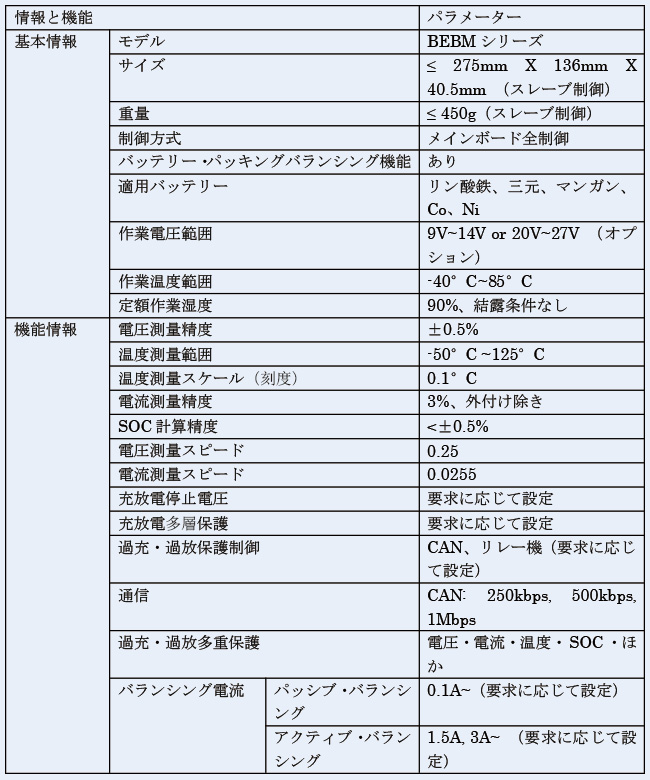 情報と機能 パラメーター
基本情報 モデル BEBM シリーズ
サイズ ≤ 275mm X 136mm X
40.5mm （スレーブ制御）
重量 ≤ 450g（スレーブ制御）
制御方式 メインボード全制御
バッテリー・パッキングバランシング機能 あり
適用バッテリー リン酸鉄、三元、マンガン、
Co、Ni
作業電圧範囲 9V~14V or 20V~27V （オプ
ション）
作業温度範囲 -40°C~85°C
定額作業湿度 90%、結露条件なし
機能情報 電圧測量精度 ±0.5%
温度測量範囲 -50°C ~125°C
温度測量スケール（刻度） 0.1°C
電流測量精度 3%、外付け除き
SOC 計算精度 <±0.5%
電圧測量スピード 0.25
電流測量スピード 0.0255
充放電停止電圧 要求に応じて設定
充放電多層保護 要求に応じて設定
過充・過放保護制御 CAN、リレー機（要求に応じ
て設定）
通信 CAN: 250kbps, 500kbps,
1Mbps
過充・過放多重保護 電圧・電流・温度・SOC・ほ
か
バランシング電流 パッシブ・バランシ 0.1A~（要求に応じて設定）
ング
アクティブ・バラン 1.5A, 3A~ （要求に応じて設
シング 定）